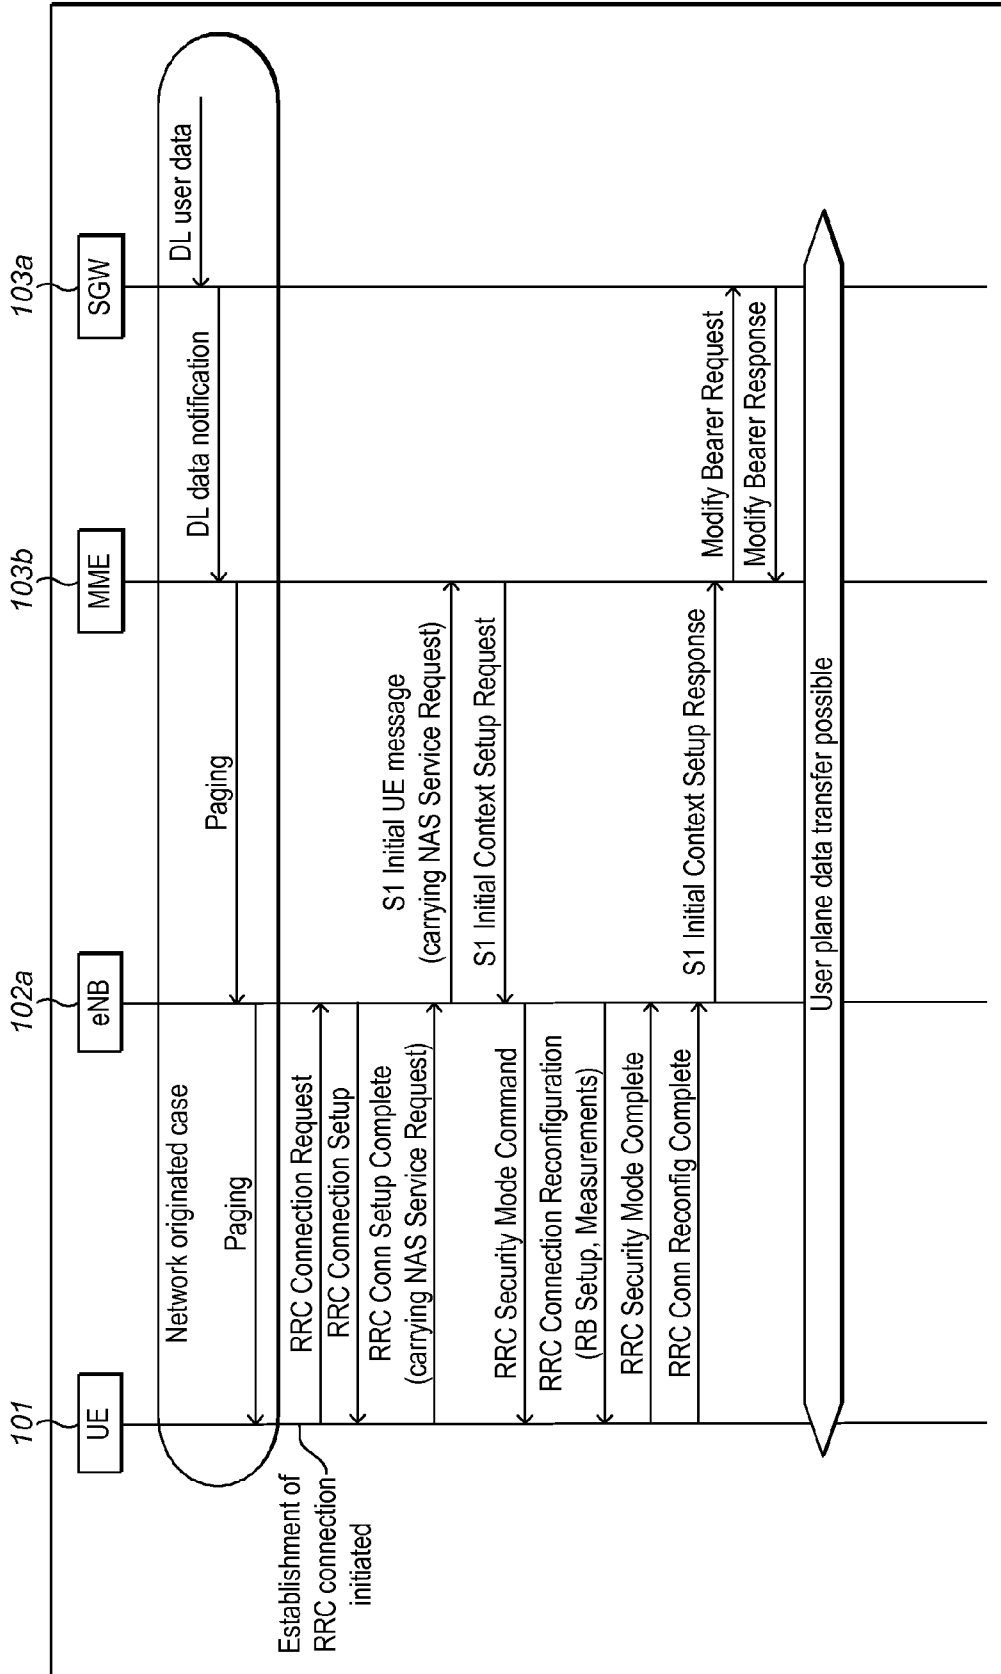 101
102a
103b
103a
UE
eNB
MME
SGW
Network originated case
DL user data
DL data notification
Paging
Paging
Establishment of
RRC connection
initiated
RRC Connection Request
RRC Connection Setup
RRC Conn Setup Complete
(carrying NAS Service Request)
S1 Initial UE message
(carrying NAS Service Request)
S1 Initial Context Setup Request
RRC Security Mode Command
RRC Connection Reconfiguration
(RB Setup, Measurements)
RRC Security Mode Complete
RRC Conn Reconfig Complete
S1 Initial Context Setup Response
Modify Bearer Request
Modify Bearer Response
User plane data transfer possible